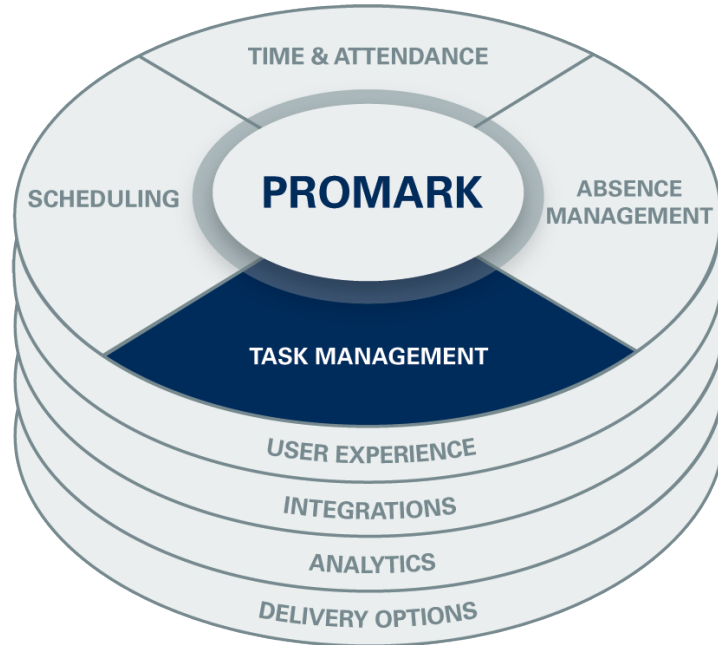 TIME & ATTENDANCE
SCHEDULING
PROMARK
ABSENCE
MANAGEMENT
TASK MANAGEMENT
USER EXPERIENCE
INTEGRATIONS
ANALYTICS
DELIVERY OPTIONS